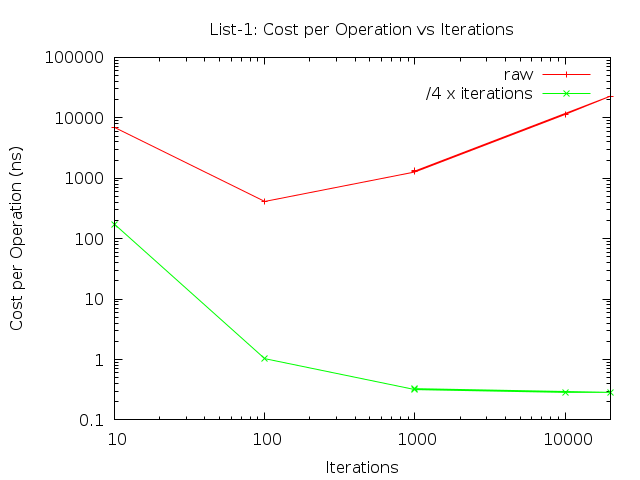 List-1: Cost per Operation vs Iterations
100000
10000
1000
100
10
1
0.1
Cost per Operation (ns)
raw
/4 x iterations
10
100
1000
10000
Iterations